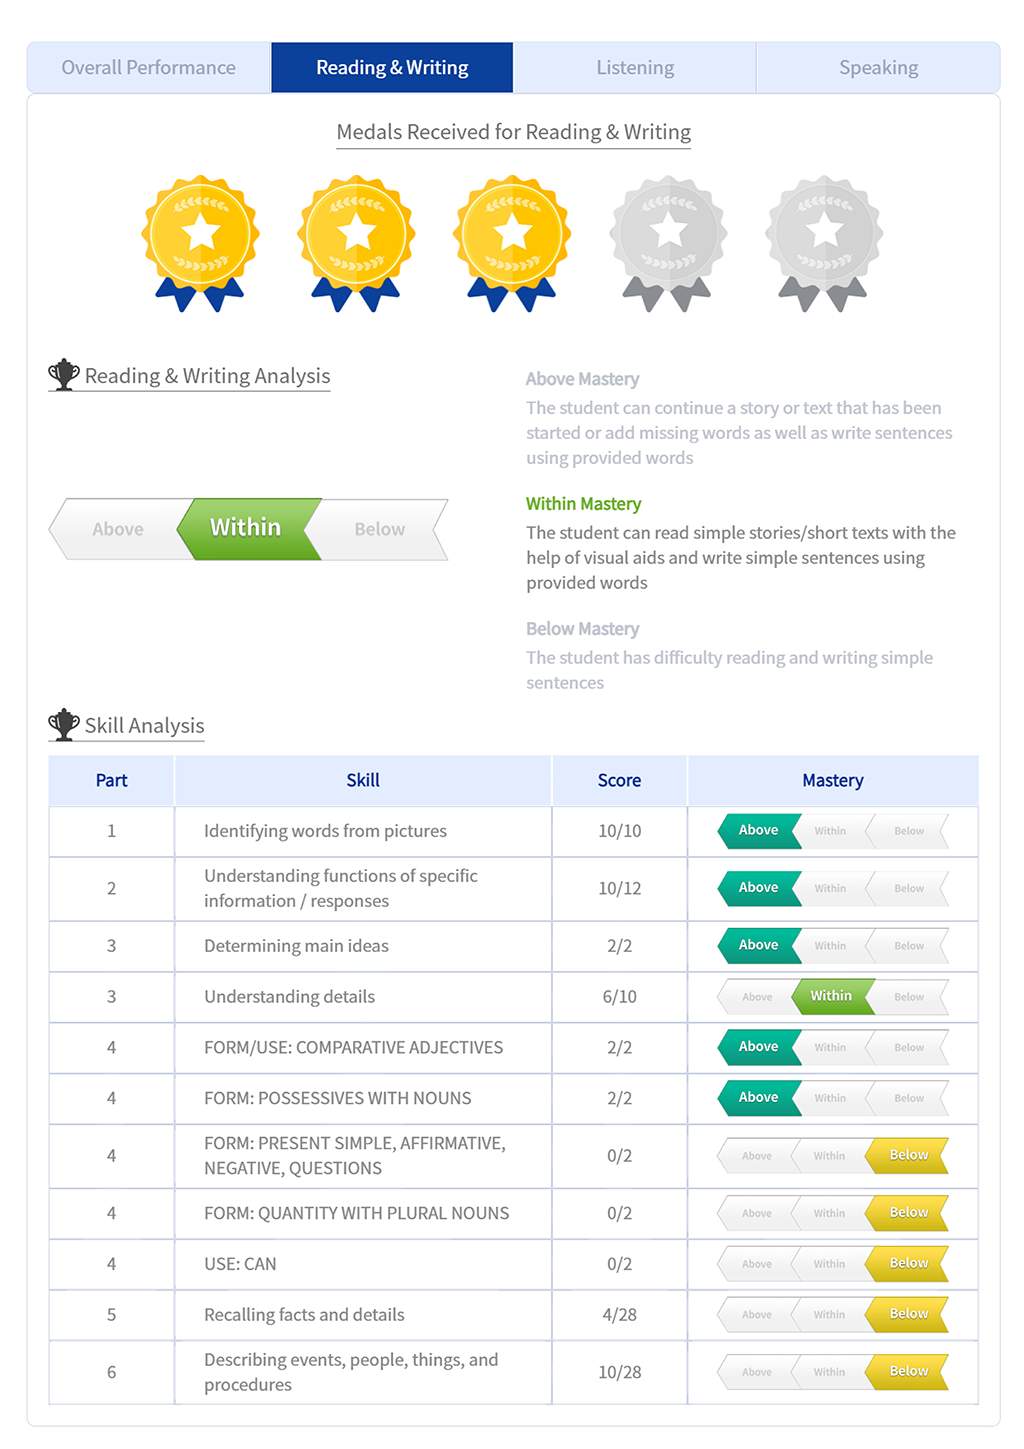 Overall Performance
Reading & Writing
Listening
Speaking
Medals Received for Reading & Writing
Reading & Writing Analysis
Above
Within
Below
Above Mastery
The student can continue a story or text that has been
started or add missing words as well as write sentences
using provided words
Within Mastery
The student can read simple stories/short texts with the
help of visual aids and write simple sentences using
provided words
Below Mastery
The student has difficulty reading and writing simple
sentences
Skill Analysis
Part Skill Score Mastery
1 Identifying words from pictures 10/10 Above Within Below
2 Understanding functions of specific
information / responses 10/12 Above Within Below
3 Determining main ideas 2/2 Above Within Below
3 Understanding details 6/10 Above Within Below
4 FORM/USE: COMPARATIVE ADJECTIVES 2/2 Above Within Below
4 FORM: POSSESSIVES WITH NOUNS 2/2 Above Within Below
4 FORM: PRESENT SIMPLE, AFFIRMATIVE,
NEGATIVE, QUESTIONS 0/2 Above Within Below
4 FORM: QUANTITY WITH PLURAL NOUNS 0/2 Above Within Below
4 USE: CAN 0/2 Above Within Below
5 Recalling facts and details 4/28 Above Within Below
6 Describing events, people, things, and
procedures 10/28 Above Within Below